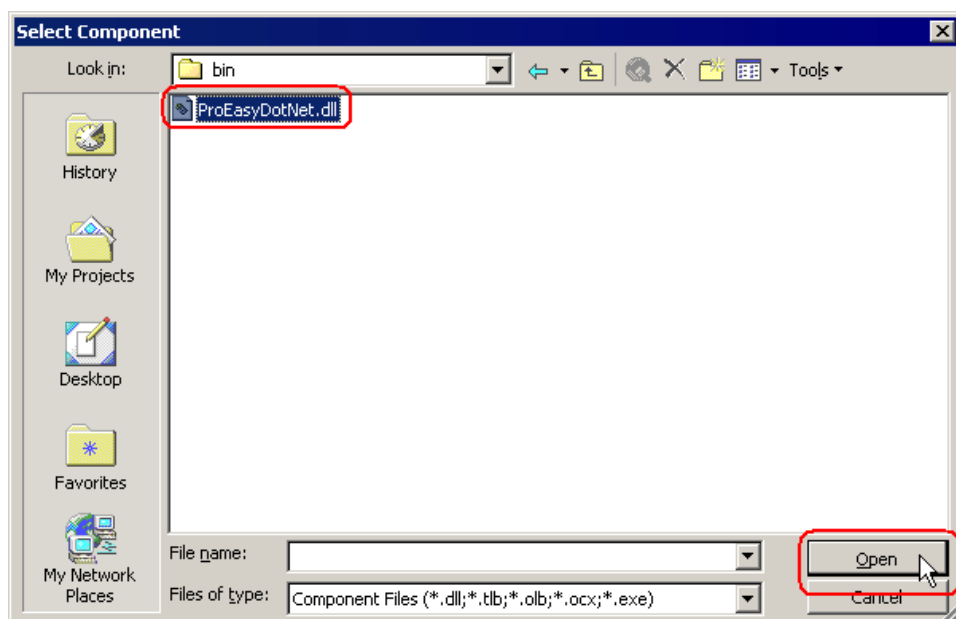 Select Component
Look in:
bin
Tools
ProEasyDotNet.dll
History
My Projects
Desktop
Favorites
My Network
Places
File name:
Open
Files of type:
Component Files (*.dll;*.tlb;*.olb;*.ocx;*.exe)
Cancel